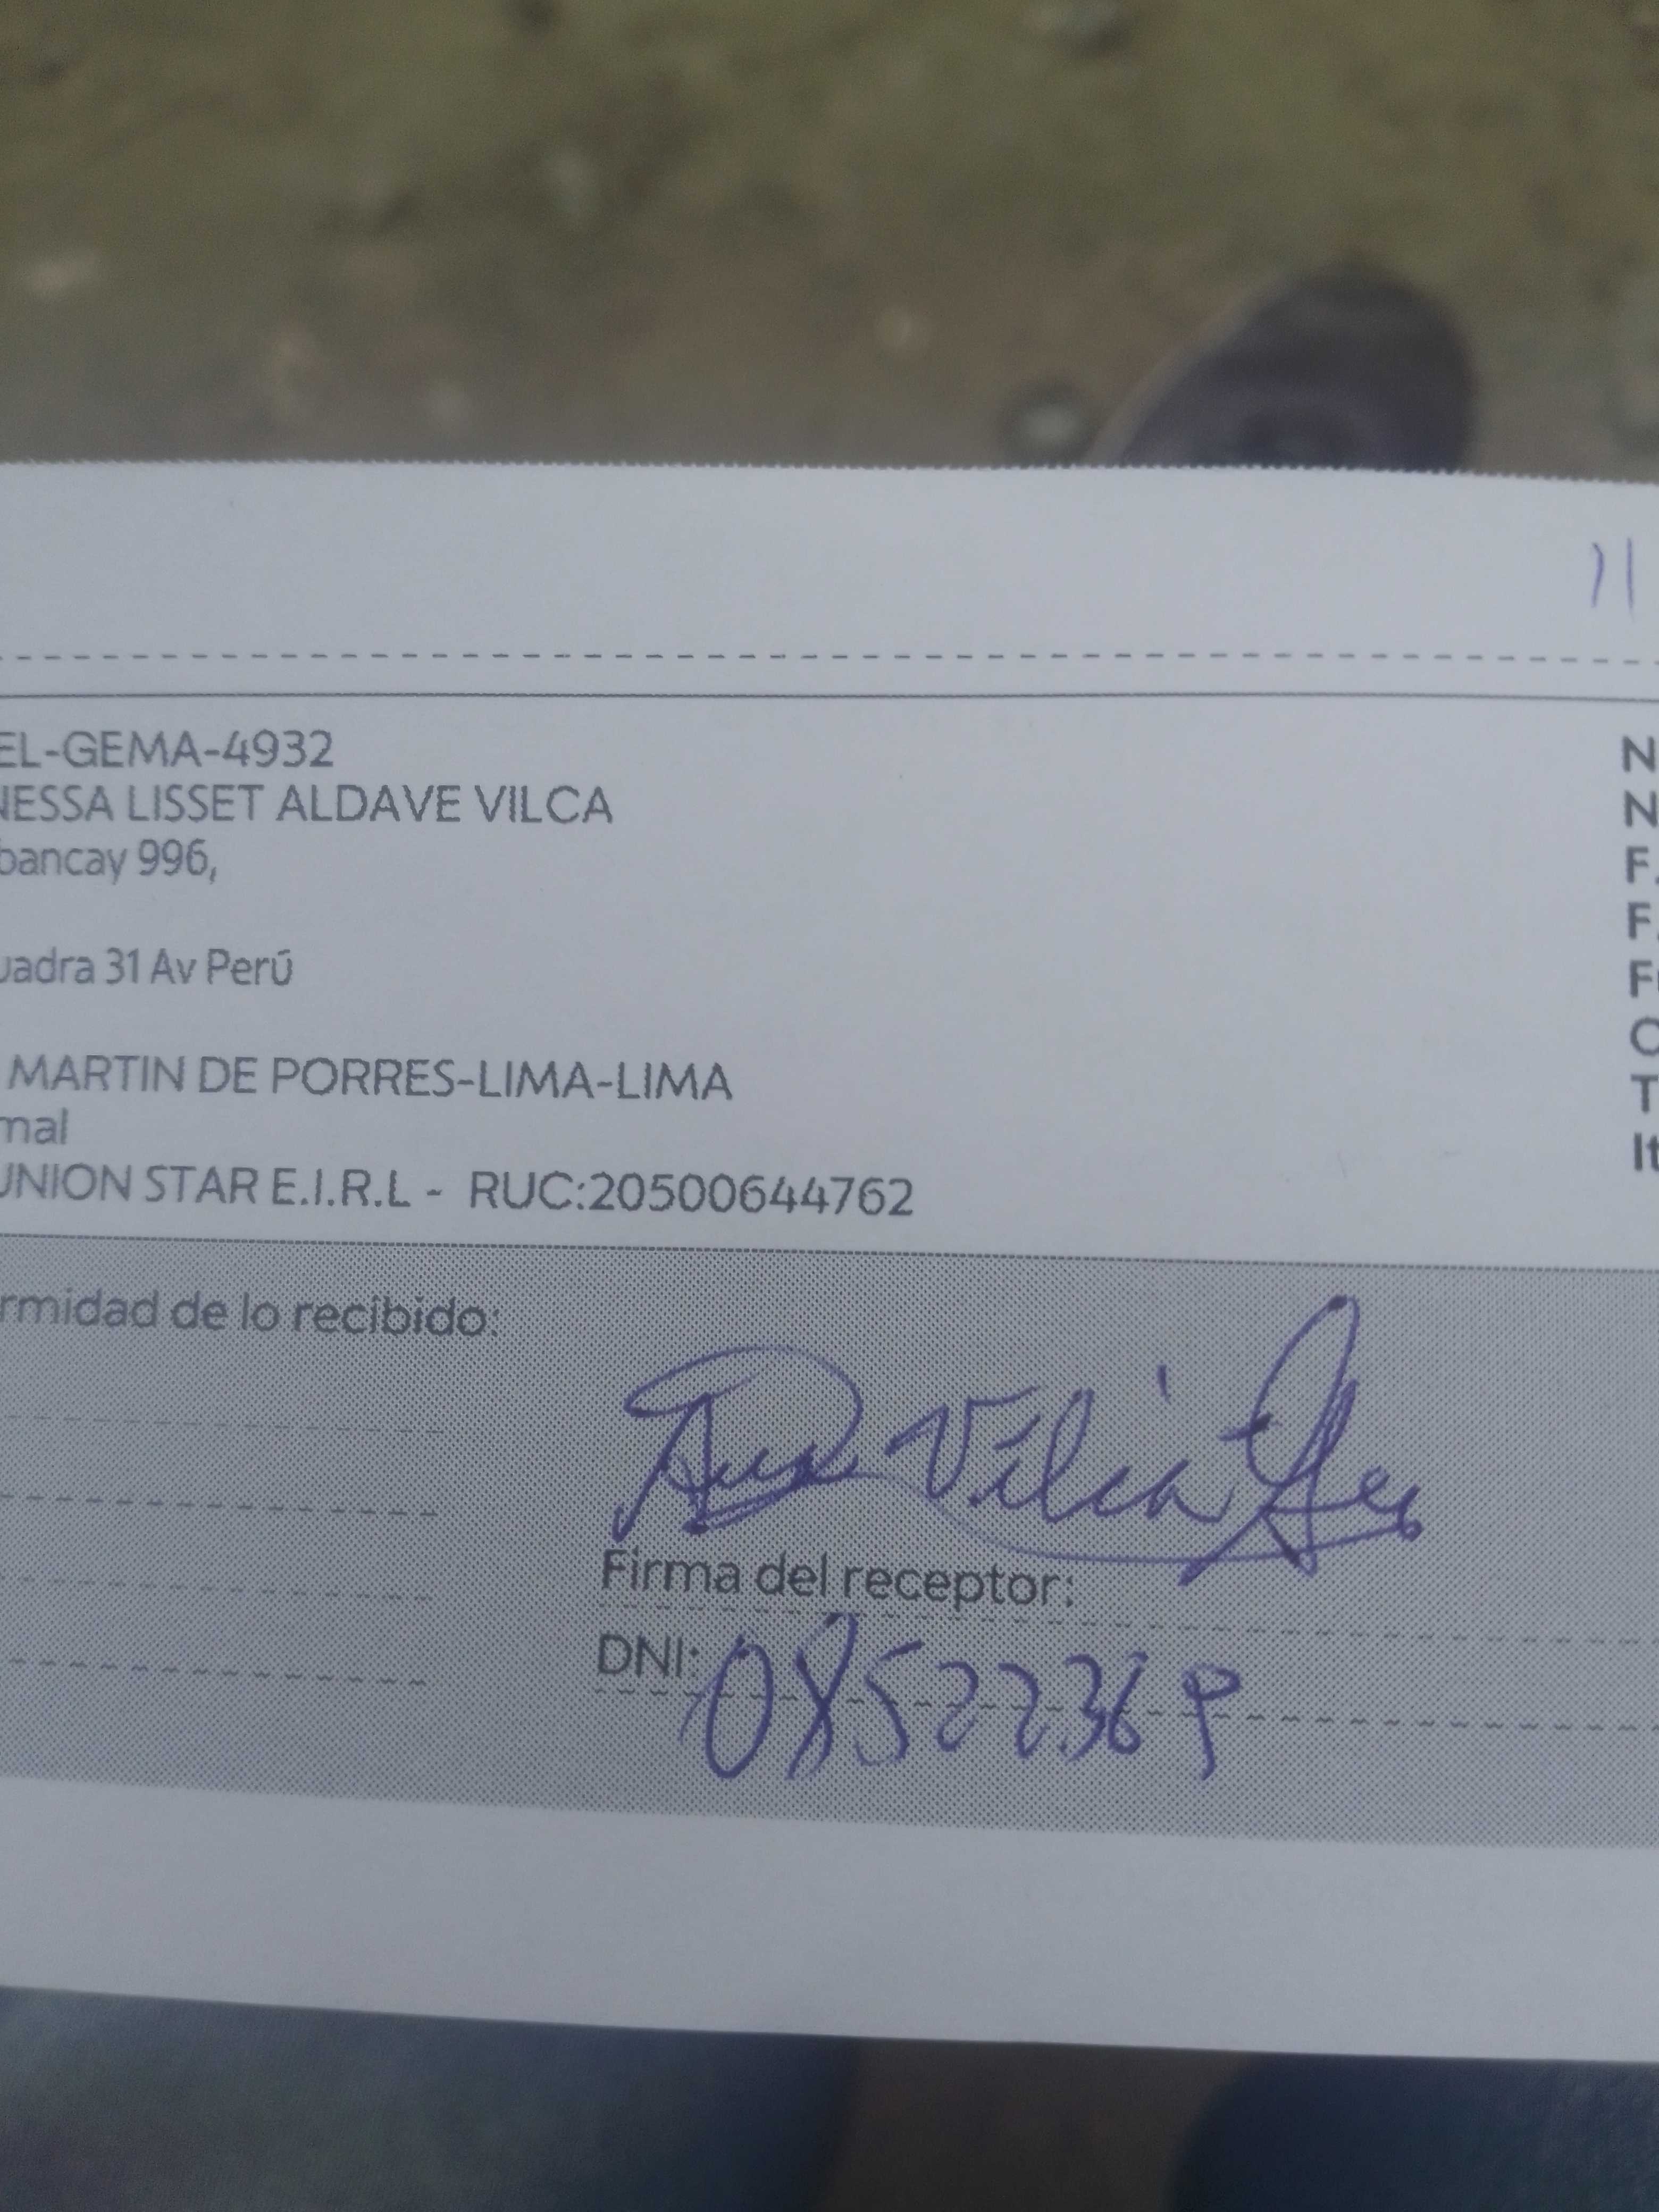 11
EL-GEMA-4932
NESSA LISSET ALDAVE VILCA
bancay 996,
uadra 31 Av Perú
MARTIN DE PORRES-LIMA-LIMA
mal
UNION STAR E.I.R.L - RUC:20500644762
N
N
F.
F.
F
O
T
It
rmidad de lo recibido:
Vilca
Firma del receptor:
DNI: 08522369